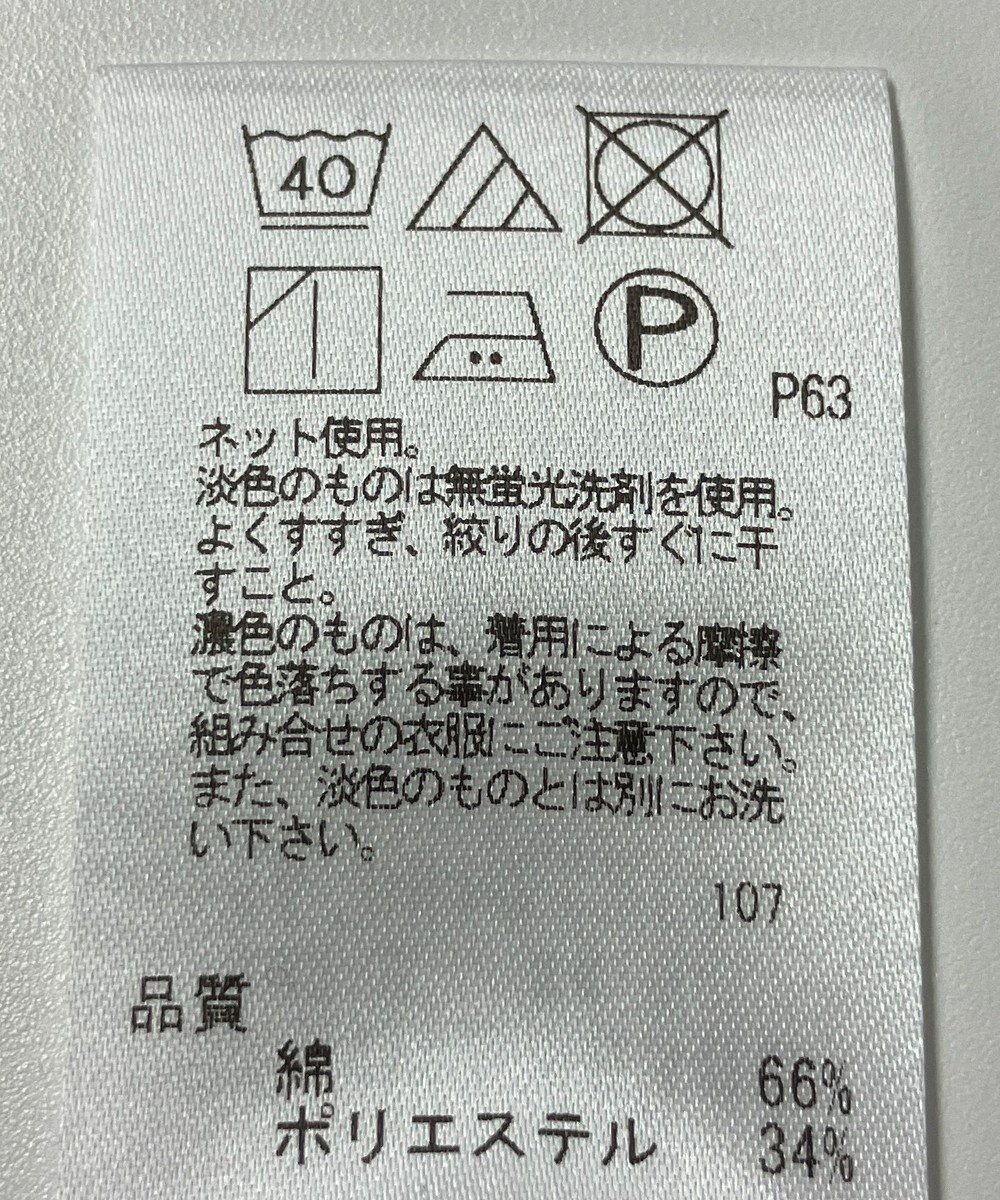 40
P
P63
ネット使用。
淡色のものは無蛍光洗剤を使用。
よくすすぎ、絞りの後すぐに干
すこと。
濃色のものは、着用による摩擦
で色落ちする事がありますので、
組み合せの衣服にご注意下さい。
また、淡色のものとは別にお洗
い下さい。
107
品質
綿 66%
ポリエステル 34%